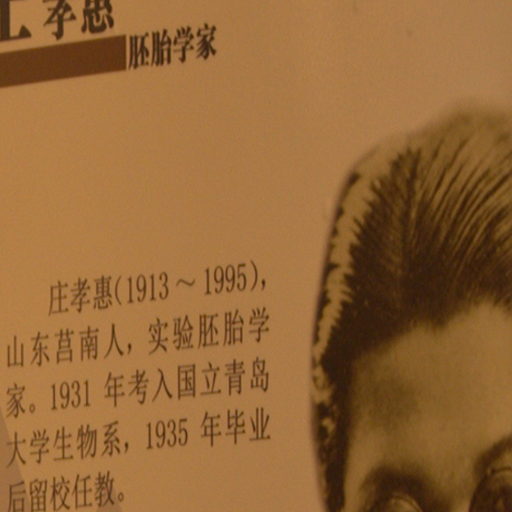 庄孝惠
胚胎学家
庄孝惠(1913～1995),
山东莒南人，实验胚胎学
家。1931 年考入国立青岛
大学生物系，1935 年毕业
后留校任教。